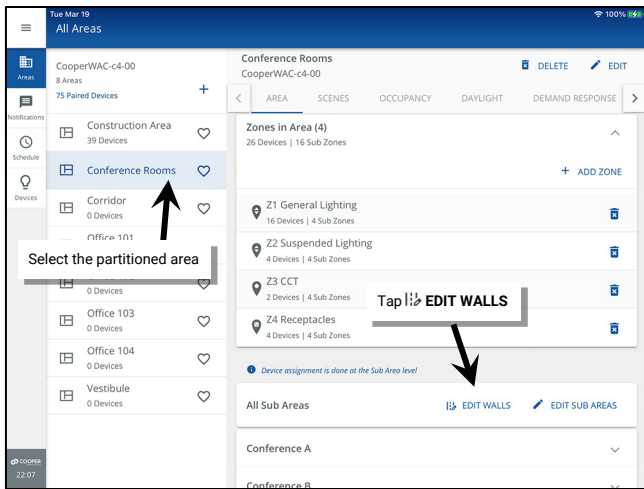 Tue Mar 19
100%
All Areas
Areas
Notifications
Schedule
Devices
COOPER
22:07
CooperWAC-c4-00
8 Areas
75 Paired Devices
+
Construction Area
39 Devices
Conference Rooms
Corridor
0 Devices
Office 101
Select the partitioned area
0 Devices
Office 103
0 Devices
Office 104
0 Devices
Vestibule
0 Devices
Conference Rooms
CooperWAC-c4-00
DELETE
EDIT
< AREA SCENES OCCUPANCY DAYLIGHT DEMAND RESPONSE >
Zones in Area (4)
26 Devices | 16 Sub Zones
+ ADD ZONE
Z1 General Lighting
16 Devices | 4 Sub Zones
Z2 Suspended Lighting
4 Devices | 4 Sub Zones
Z3 CCT
2 Devices | 4 Sub Zones
Tap EDIT WALLS
Z4 Receptacles
4 Devices | 4 Sub Zones
Device assignment is done at the Sub Area level
All Sub Areas
EDIT WALLS
EDIT SUB AREAS
Conference A
Conference B